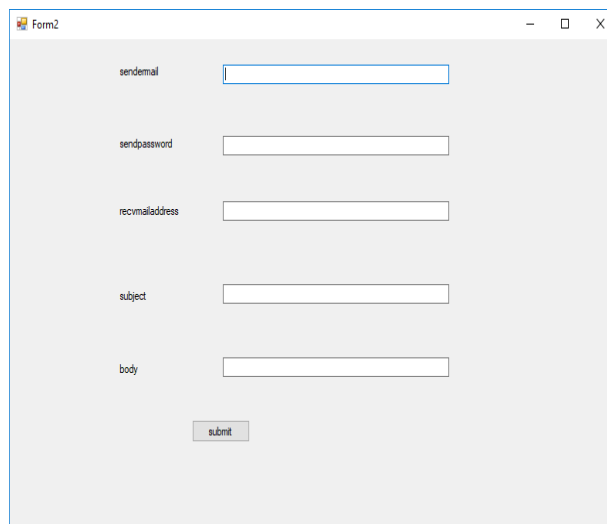 Form2
sendermail
sendpassword
recvmailaddress
subject
body
submit